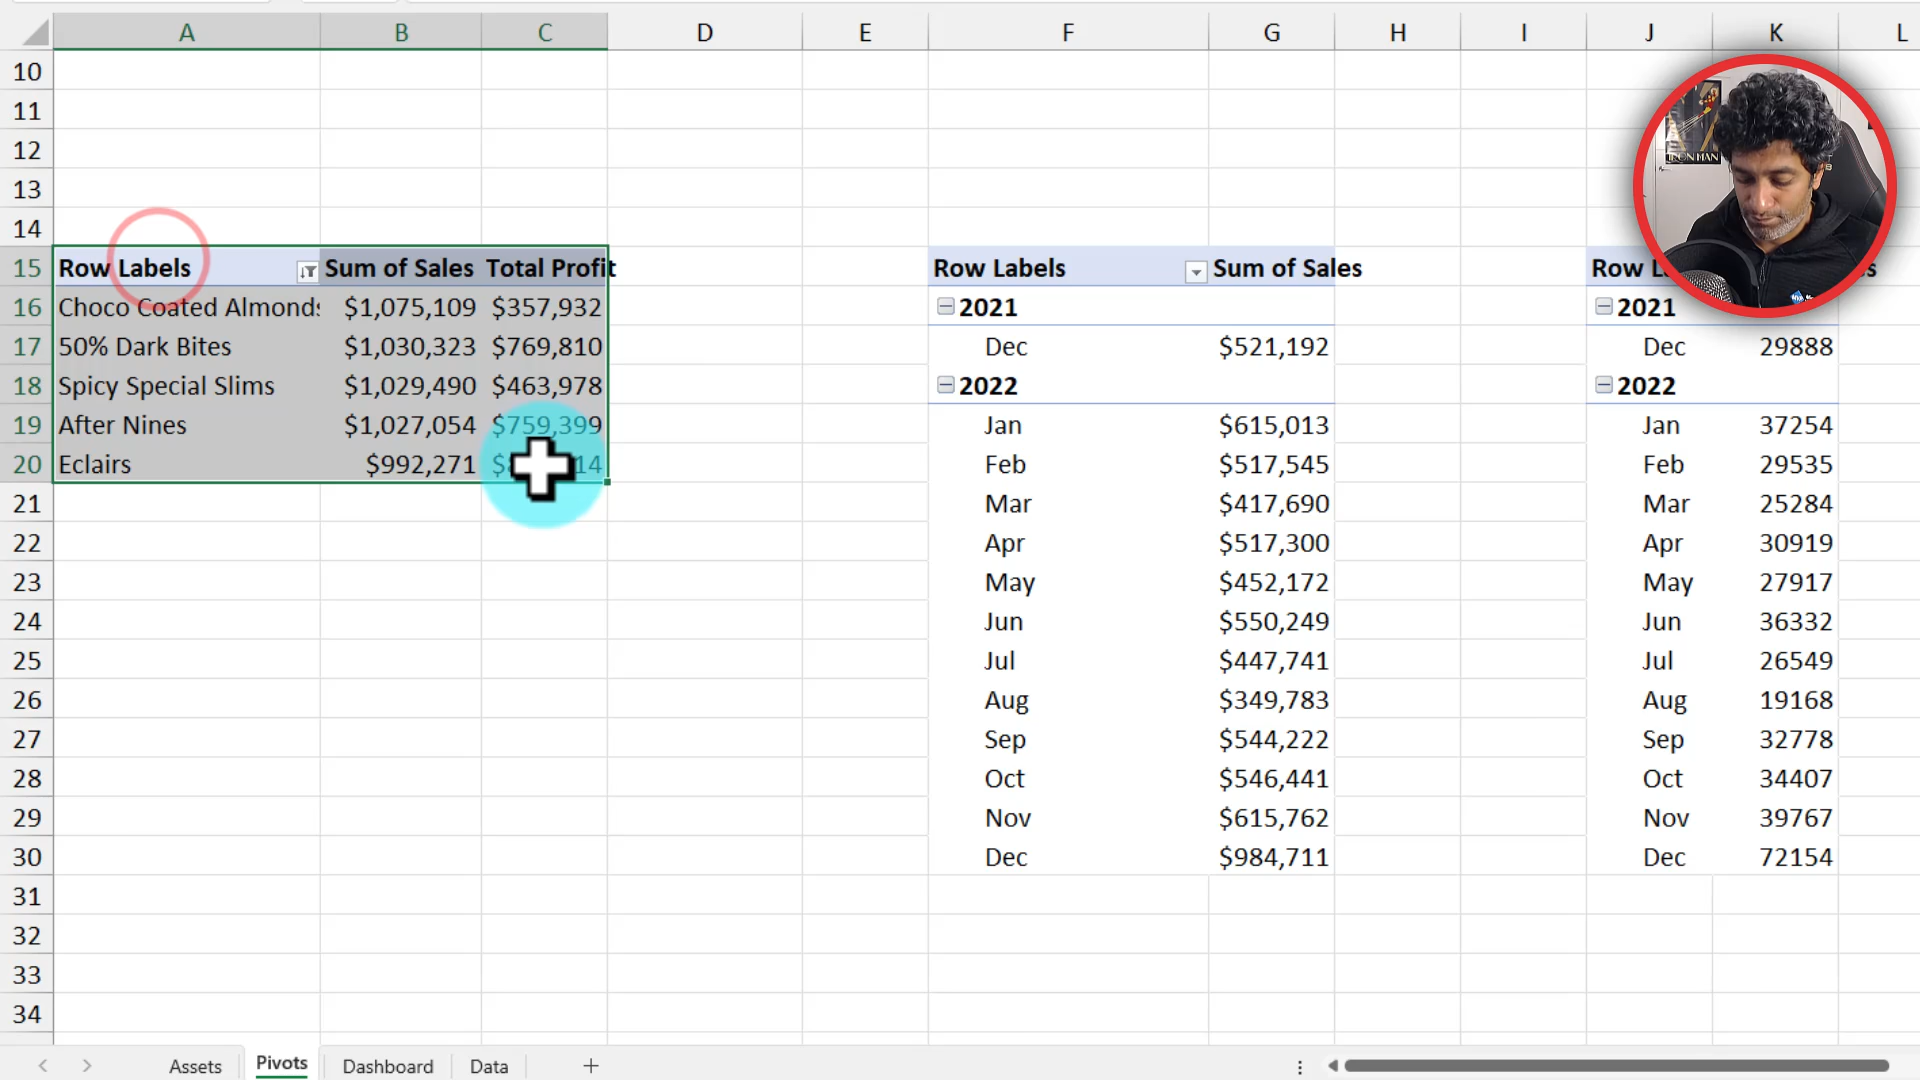 A B C D E F G H I J K L
10
11
12
13
14
15 Row Labels Sum of Sales Total Profit Row Labels Sum of Sales Row
16 Choco Coated Almonds $1,075,109 $357,932 2021 2021
17 50% Dark Bites $1,030,323 $769,810 Dec $521,192 Dec 29888
18 Spicy Special Slims $1,029,490 $463,978 2022 2022
19 After Nines $1,027,054 $759,399 Jan $615,013 Jan 37254
20 Eclairs $992,271 Feb $517,545 Feb 29535
21 Mar $417,690 Mar 25284
22 Apr $517,300 Apr 30919
23 May $452,172 May 27917
24 Jun $550,249 Jun 36332
25 Jul $447,741 Jul 26549
26 Aug $349,783 Aug 19168
27 Sep $544,222 Sep 32778
28 Oct $546,441 Oct 34407
29 Nov $615,762 Nov 39767
30 Dec $984,711 Dec 72154
31
32
33
34
Assets Pivots Dashboard Data
IRON MAN